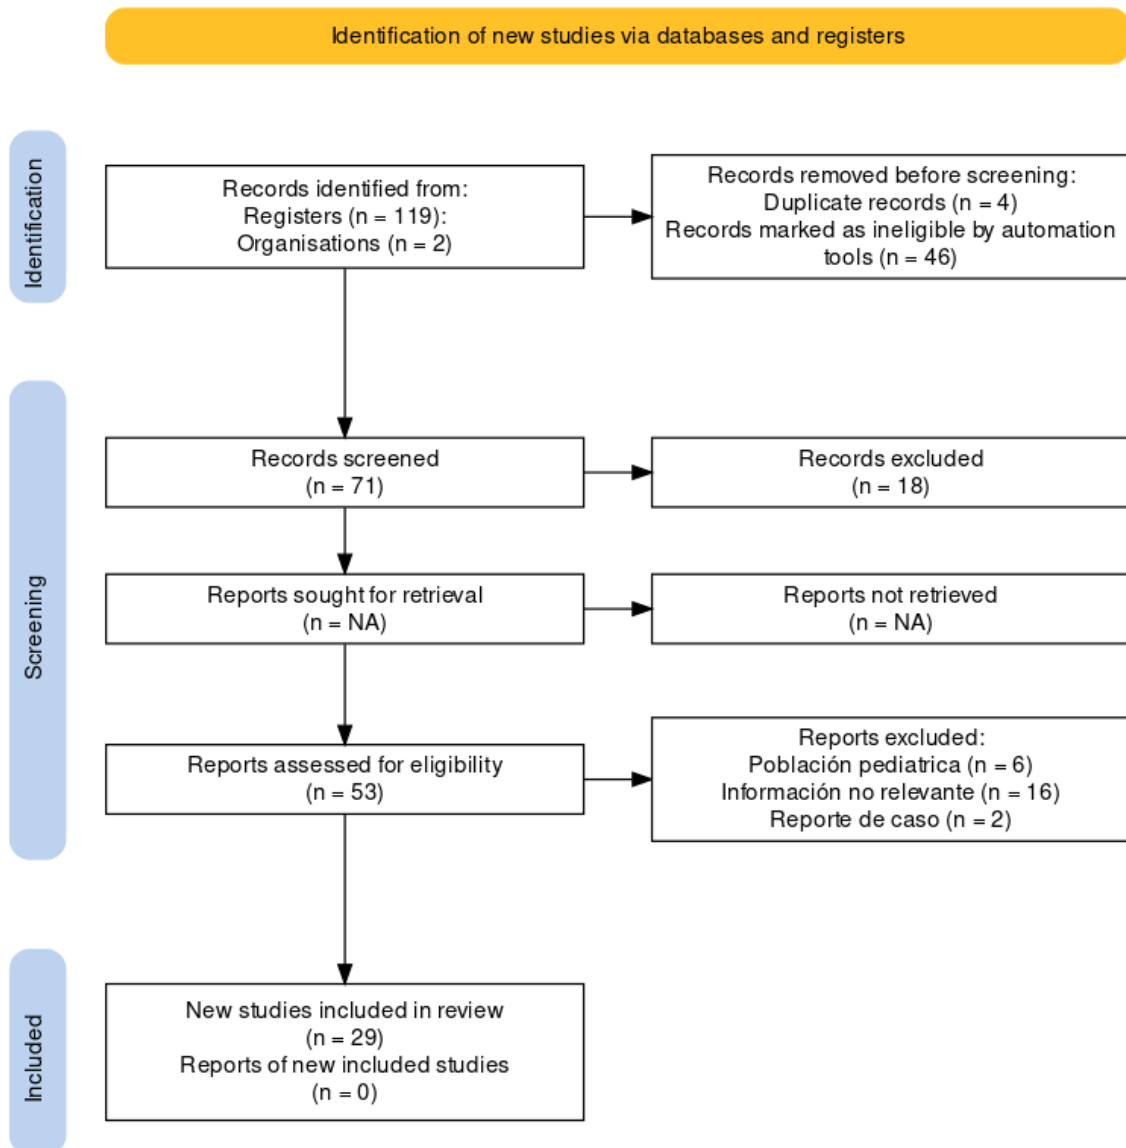 Identification of new studies via databases and registers
Identification
Records identified from:
Registers (n = 119):
Organisations (n = 2)
Records removed before screening:
Duplicate records (n = 4)
Records marked as ineligible by automation
tools (n = 46)
Screening
Records screened
(n = 71)
Records excluded
(n = 18)
Reports sought for retrieval
(n = NA)
Reports not retrieved
(n = NA)
Reports assessed for eligibility
(n = 53)
Reports excluded:
Población pediatrica (n = 6)
Información no relevante (n = 16)
Reporte de caso (n = 2)
Included
New studies included in review
(n = 29)
Reports of new included studies
(n = 0)